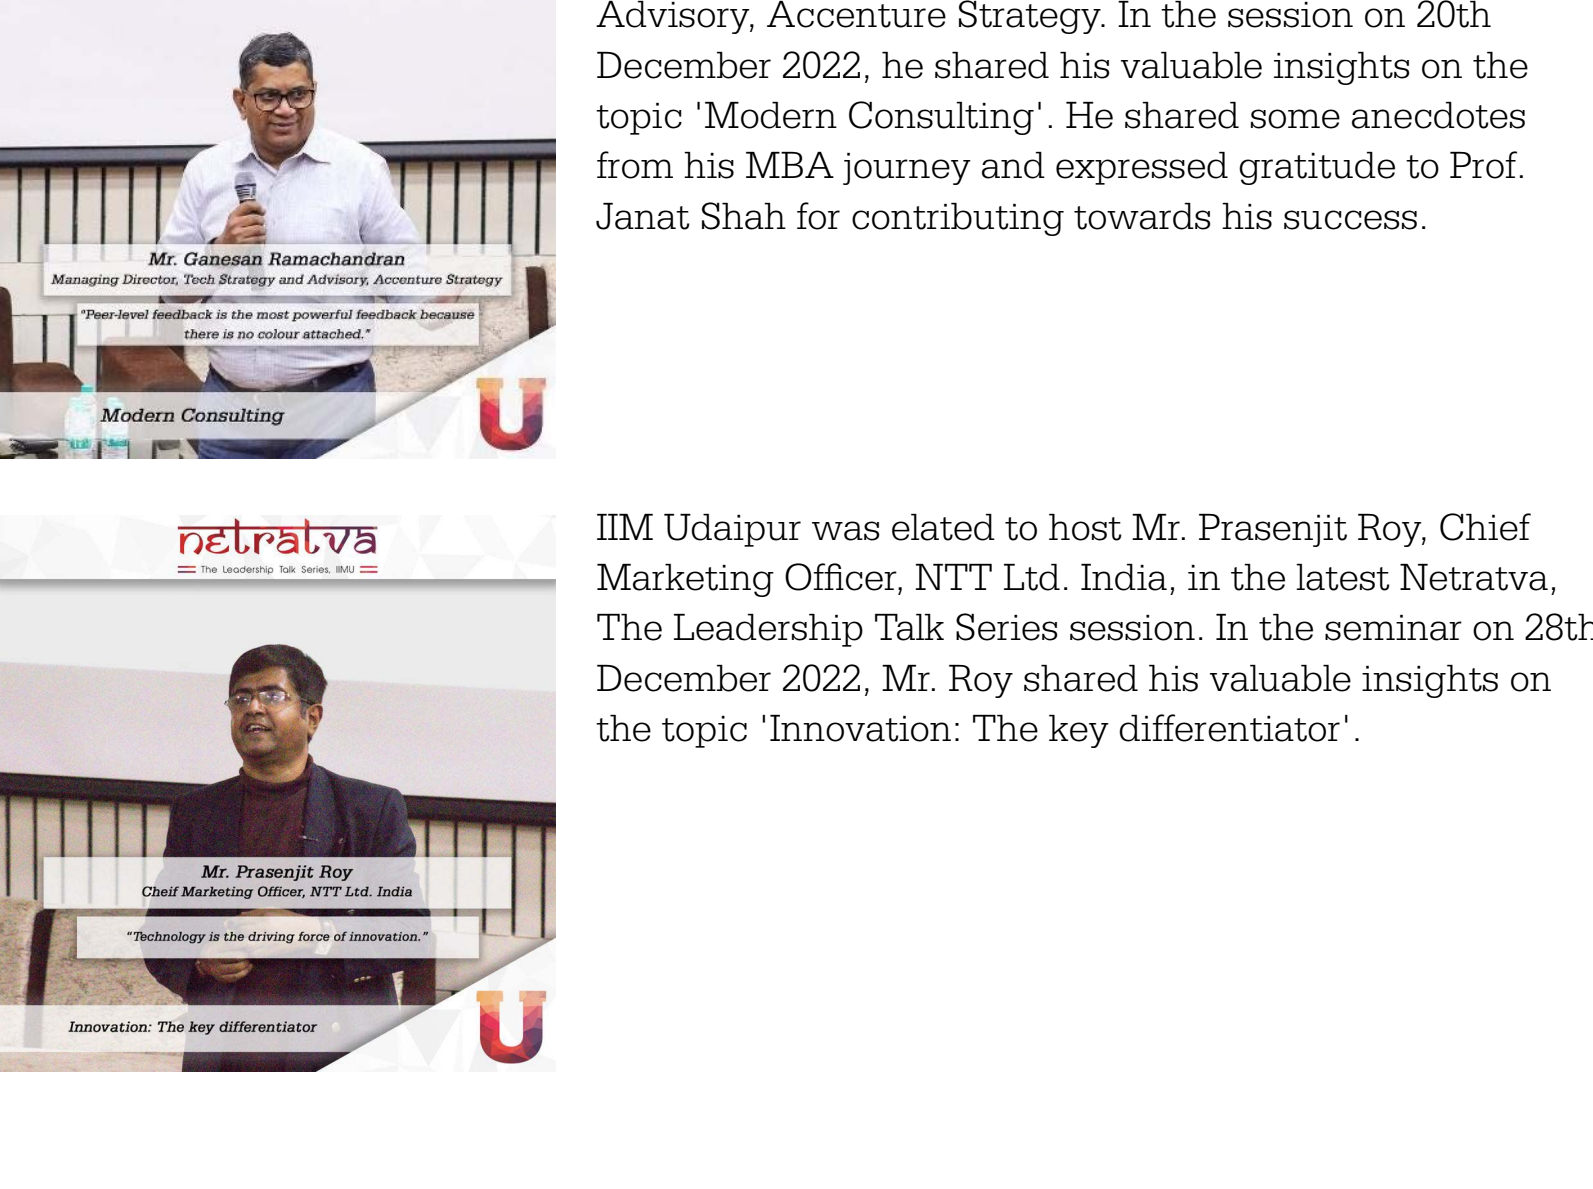 Advisory, Accenture Strategy. In the session on 20th
December 2022, he shared his valuable insights on the
topic 'Modern Consulting'. He shared some anecdotes
from his MBA journey and expressed gratitude to Prof.
Janat Shah for contributing towards his success.
Mr. Ganesan Ramachandran
Managing Director, Tech Strategy and Advisory, Accenture Strategy
"Peer-level feedback is the most powerful feedback because
there is no colour attached."
Modern Consulting
U
netratva
The Leadership Talk Series, IIMU
IIM Udaipur was elated to host Mr. Prasenjit Roy, Chief
Marketing Officer, NTT Ltd. India, in the latest Netratva,
The Leadership Talk Series session. In the seminar on 28th
December 2022, Mr. Roy shared his valuable insights on
the topic 'Innovation: The key differentiator'.
Mr. Prasenjit Roy
Cheif Marketing Officer, NTT Ltd. India
"Technology is the driving force of innovation."
Innovation: The key differentiator
U